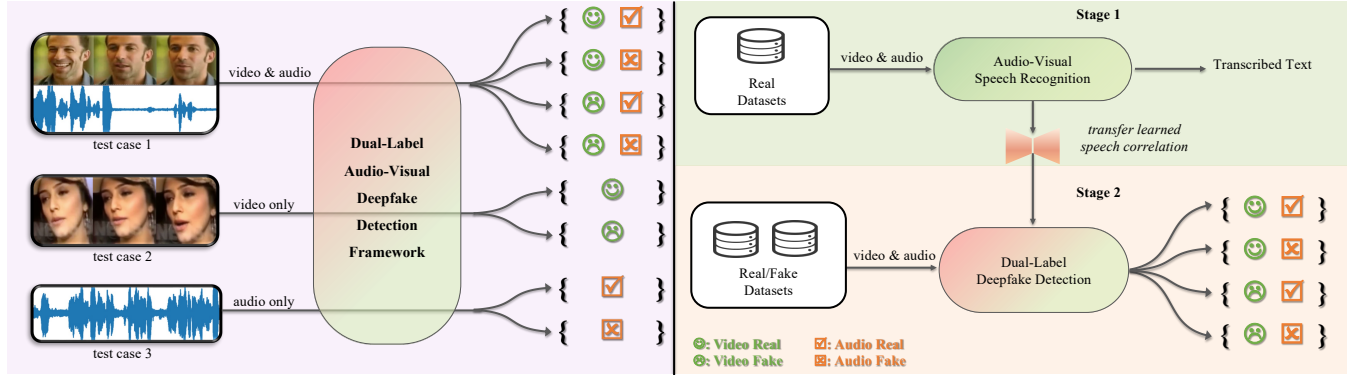 video & audio
test case 1
video only
test case 2
audio only
test case 3
Dual-Label
Audio-Visual
Deepfake
Detection
Framework
Stage 1
Real
Datasets
video & audio
Audio-Visual
Speech Recognition
Transcribed Text
transfer learned
speech correlation
Stage 2
Real/Fake
Datasets
video & audio
Dual-Label
Deepfake Detection
: Video Real
: Audio Real
: Video Fake
: Audio Fake